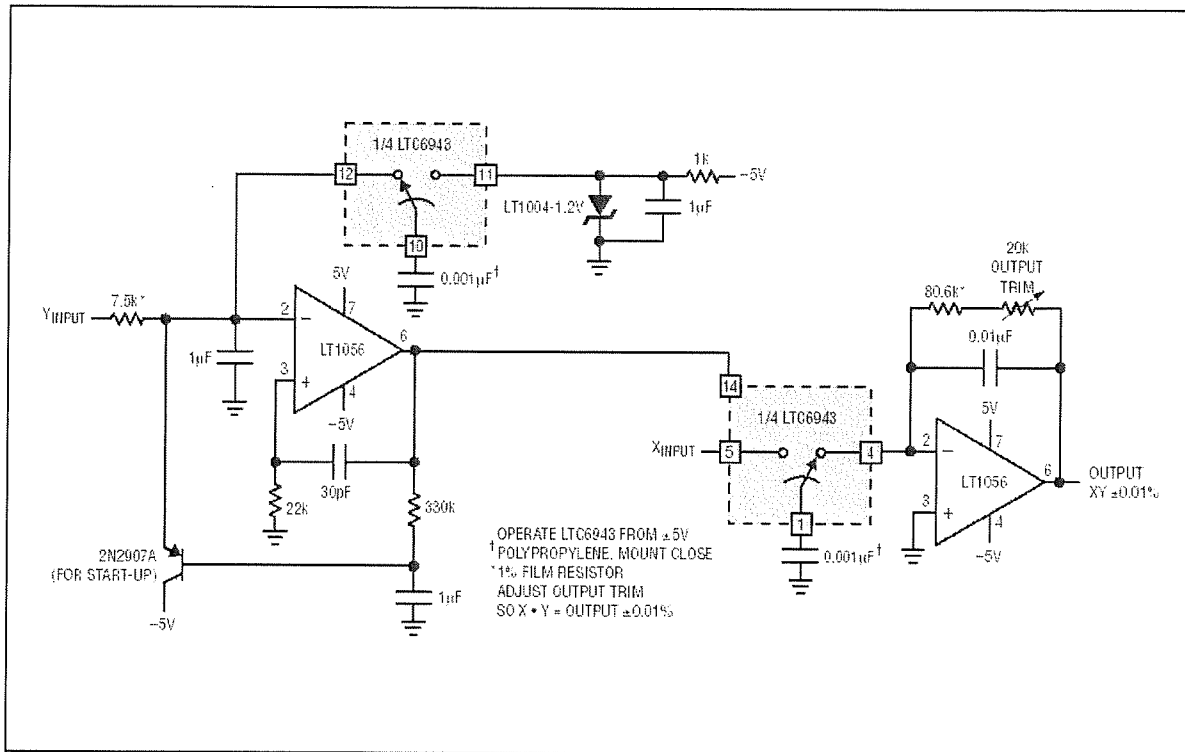 1/4 LTC6943
12
11
10
1k
–5V
LT1004-1.2V
1µF
0.001µF†
5V
7.5k*
YINPUT
2
7
6
LT1056
3
4
–5V
1µF
30pF
22k
330k
2N2907A
(FOR START-UP)
–5V
1µF
14
1/4 LTC6943
XINPUT
5
4
1
0.001µF†
20k
OUTPUT
TRIM
80.6k*
0.01µF
5V
2
7
6
LT1056
3
4
–5V
OUTPUT
XY ±0.01%
OPERATE LTC6943 FROM ±5V
†POLYPROPYLENE, MOUNT CLOSE
*1% FILM RESISTOR
ADJUST OUTPUT TRIM
SO X • Y = OUTPUT ±0.01%